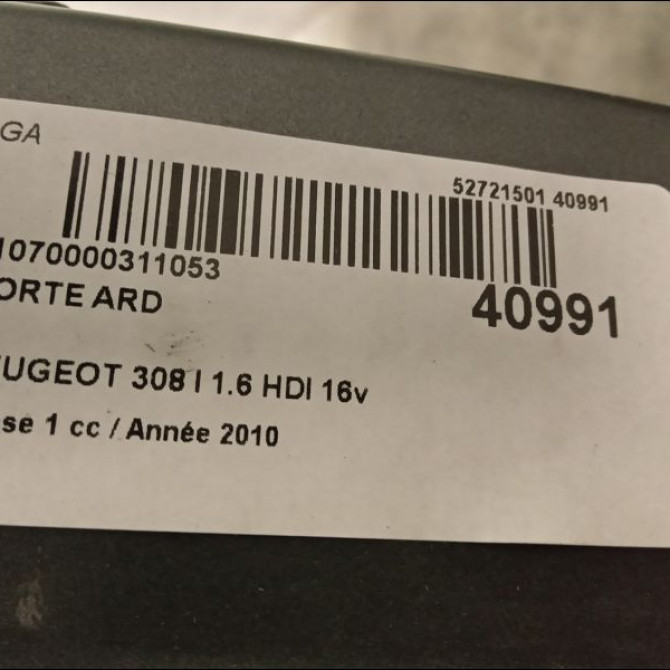 GA
52721501 40991
1070000311053
40991
ORTE ARD
UGEOT 308 I 1.6 HDI 16v
se 1 cc / Année 2010